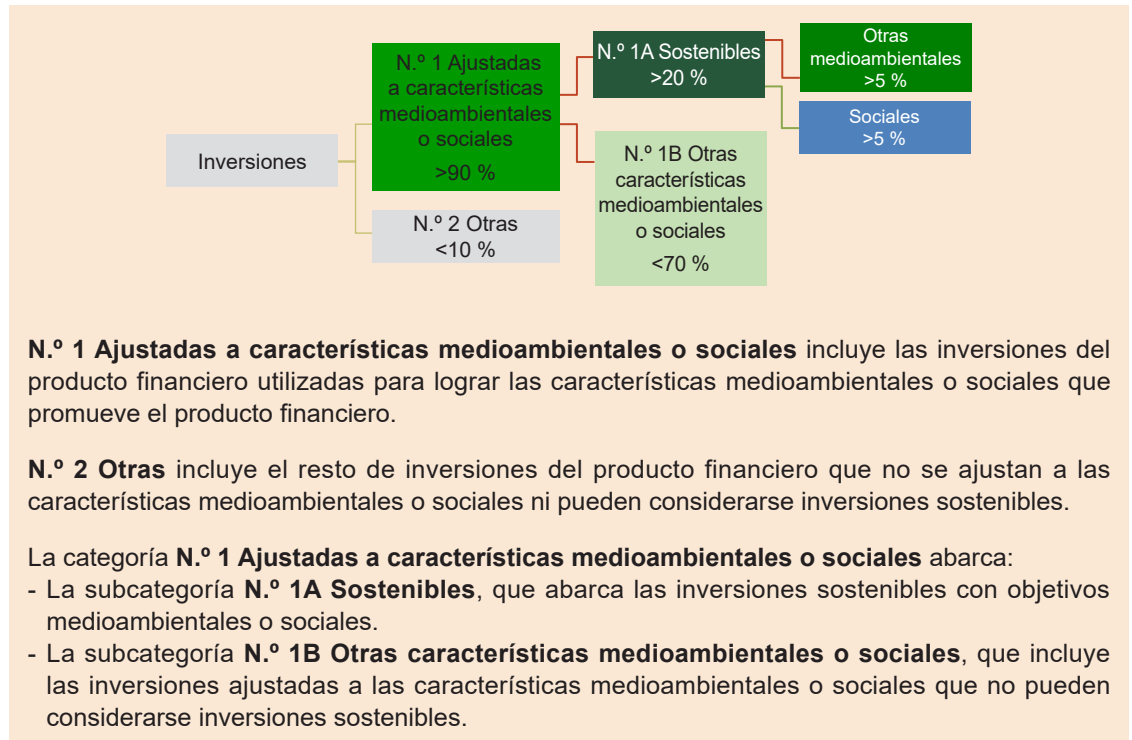 Inversiones
N.º 1 Ajustadas
a características
medioambientales
o sociales
>90 %
N.º 2 Otras
<10 %
N.º 1A Sostenibles
>20 %
N.º 1B Otras
características
medioambientales
o sociales
<70 %
Otras
medioambientales
>5 %
Sociales
>5 %
N.º 1 Ajustadas a características medioambientales o sociales incluye las inversiones del
producto financiero utilizadas para lograr las características medioambientales o sociales que
promueve el producto financiero.
N.º 2 Otras incluye el resto de inversiones del producto financiero que no se ajustan a las
características medioambientales o sociales ni pueden considerarse inversiones sostenibles.
La categoría N.º 1 Ajustadas a características medioambientales o sociales abarca:
- La subcategoría N.º 1A Sostenibles, que abarca las inversiones sostenibles con objetivos
medioambientales o sociales.
- La subcategoría N.º 1B Otras características medioambientales o sociales, que incluye
las inversiones ajustadas a las características medioambientales o sociales que no pueden
considerarse inversiones sostenibles.